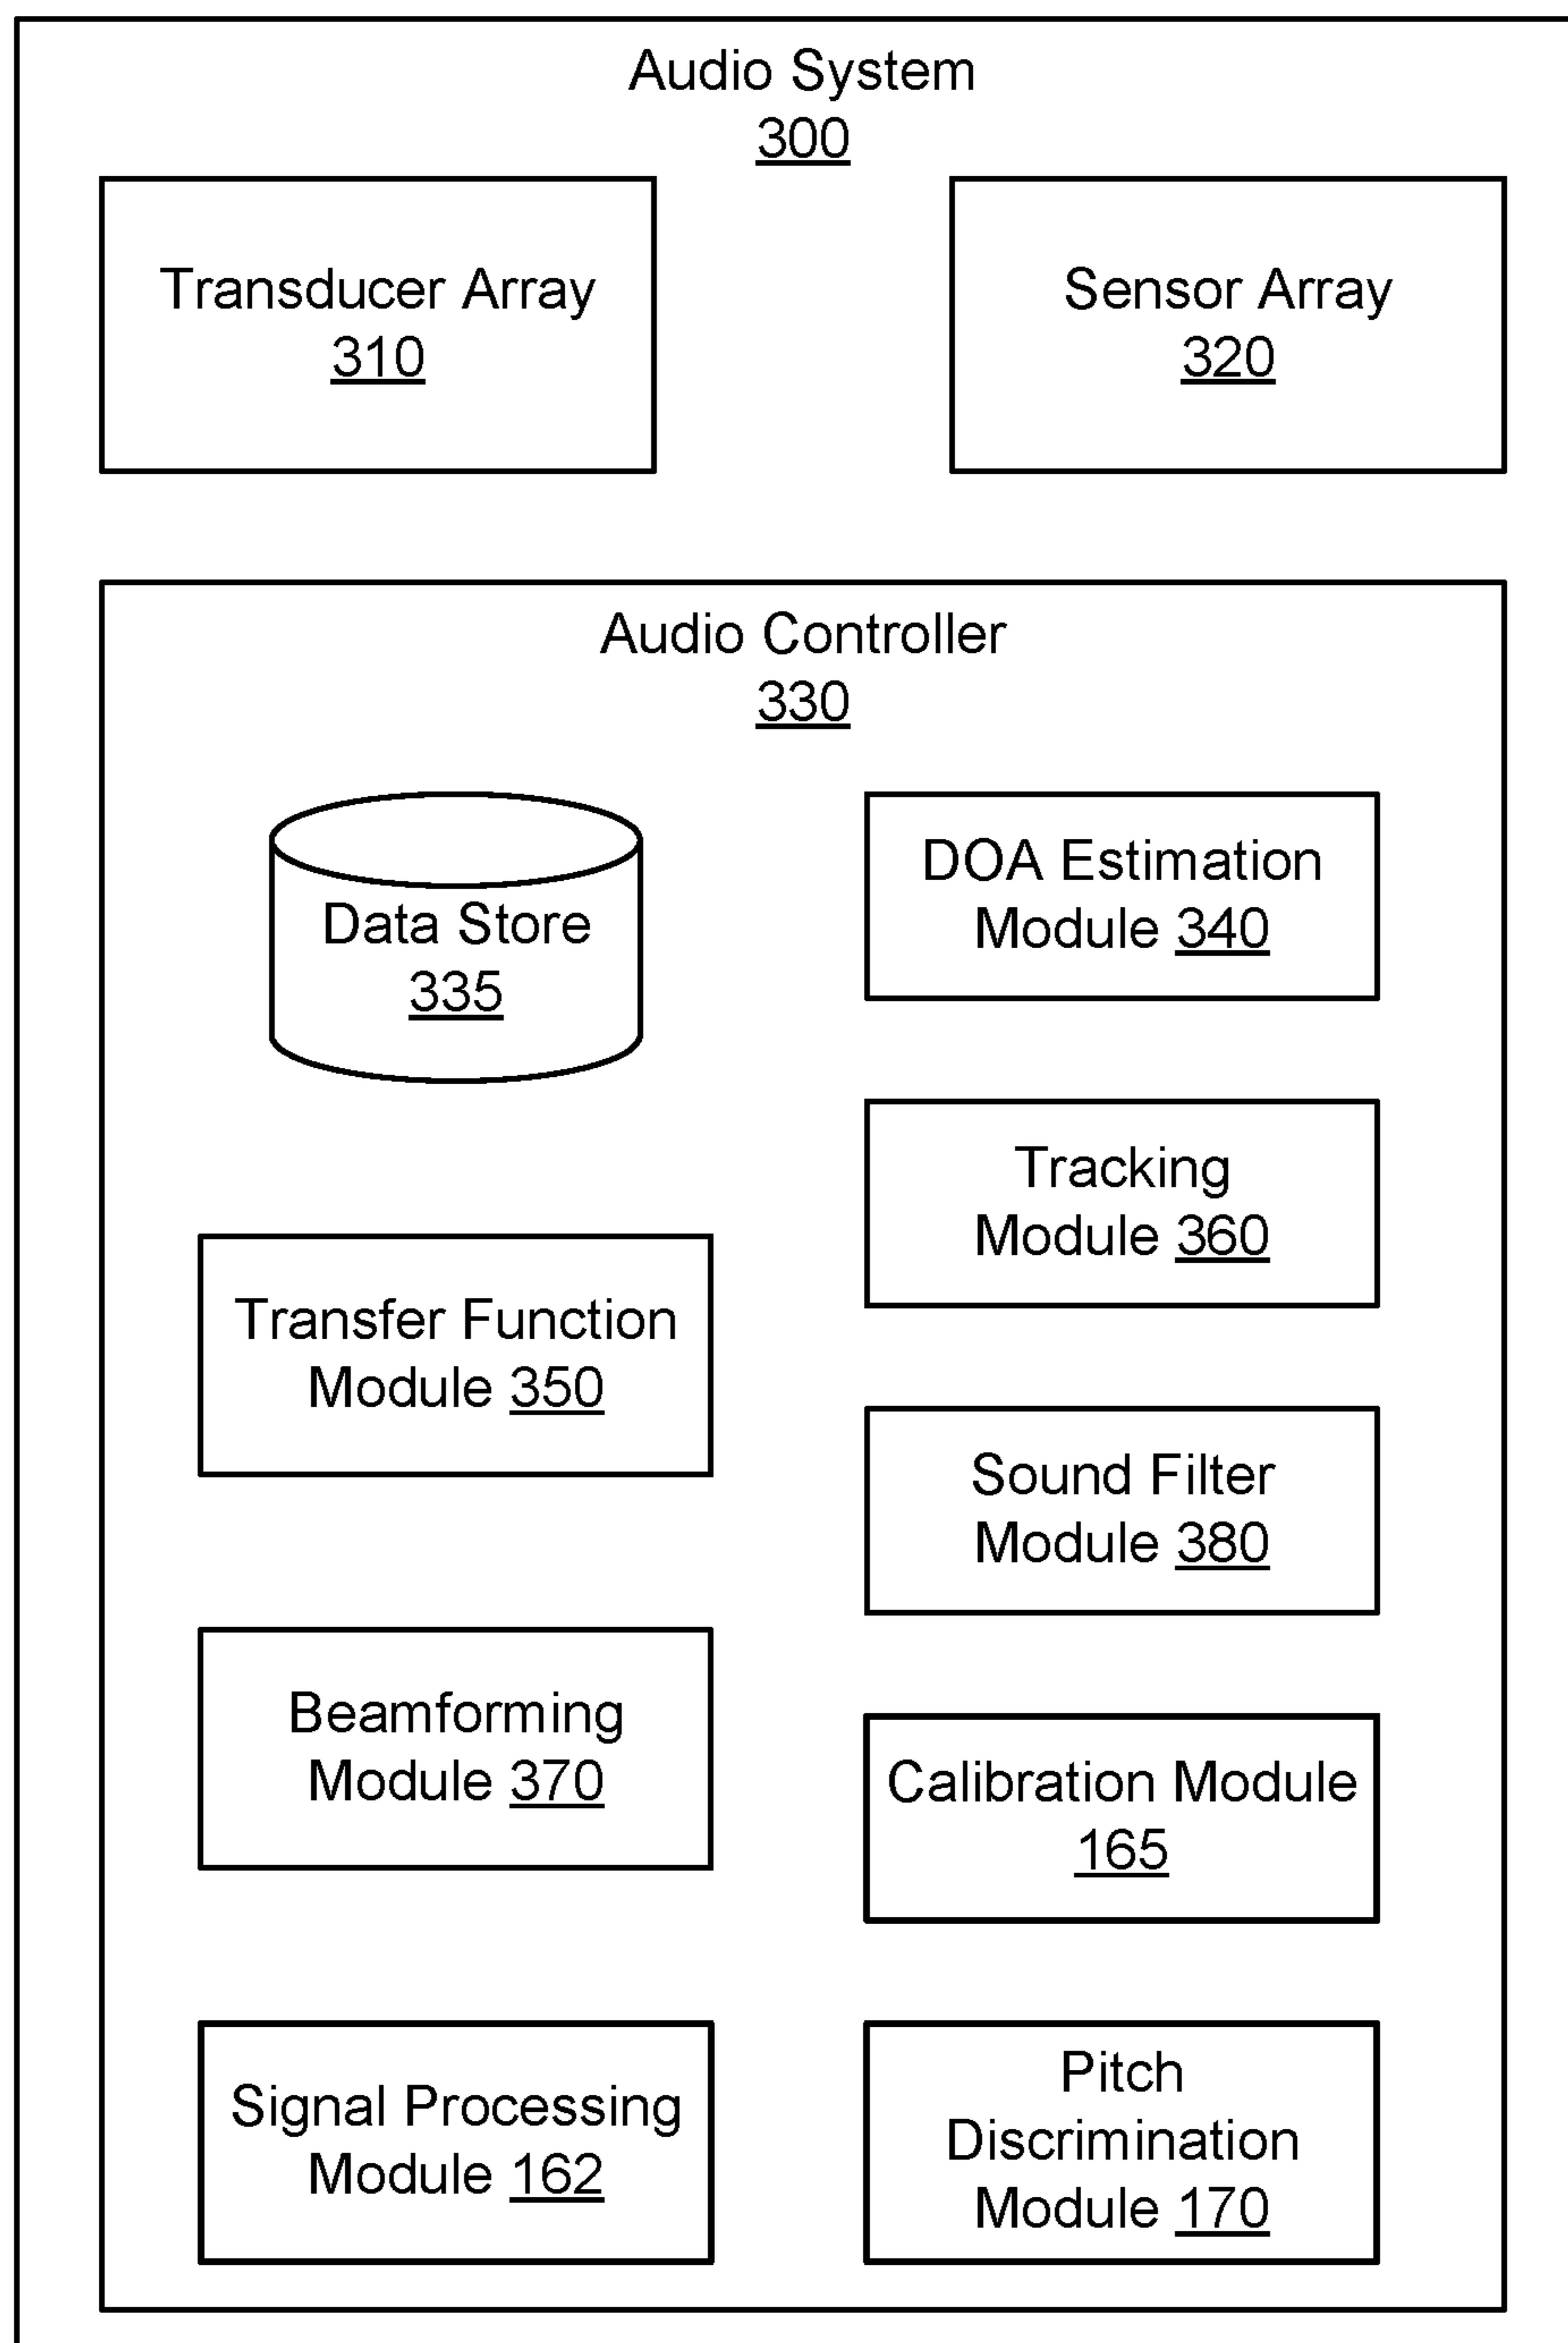 Audio System
300
Transducer Array
310
Sensor Array
320
Audio Controller
330
Data Store
335
DOA Estimation
Module 340
Tracking
Module 360
Transfer Function
Module 350
Sound Filter
Module 380
Beamforming
Module 370
Calibration Module
165
Signal Processing
Module 162
Pitch
Discrimination
Module 170